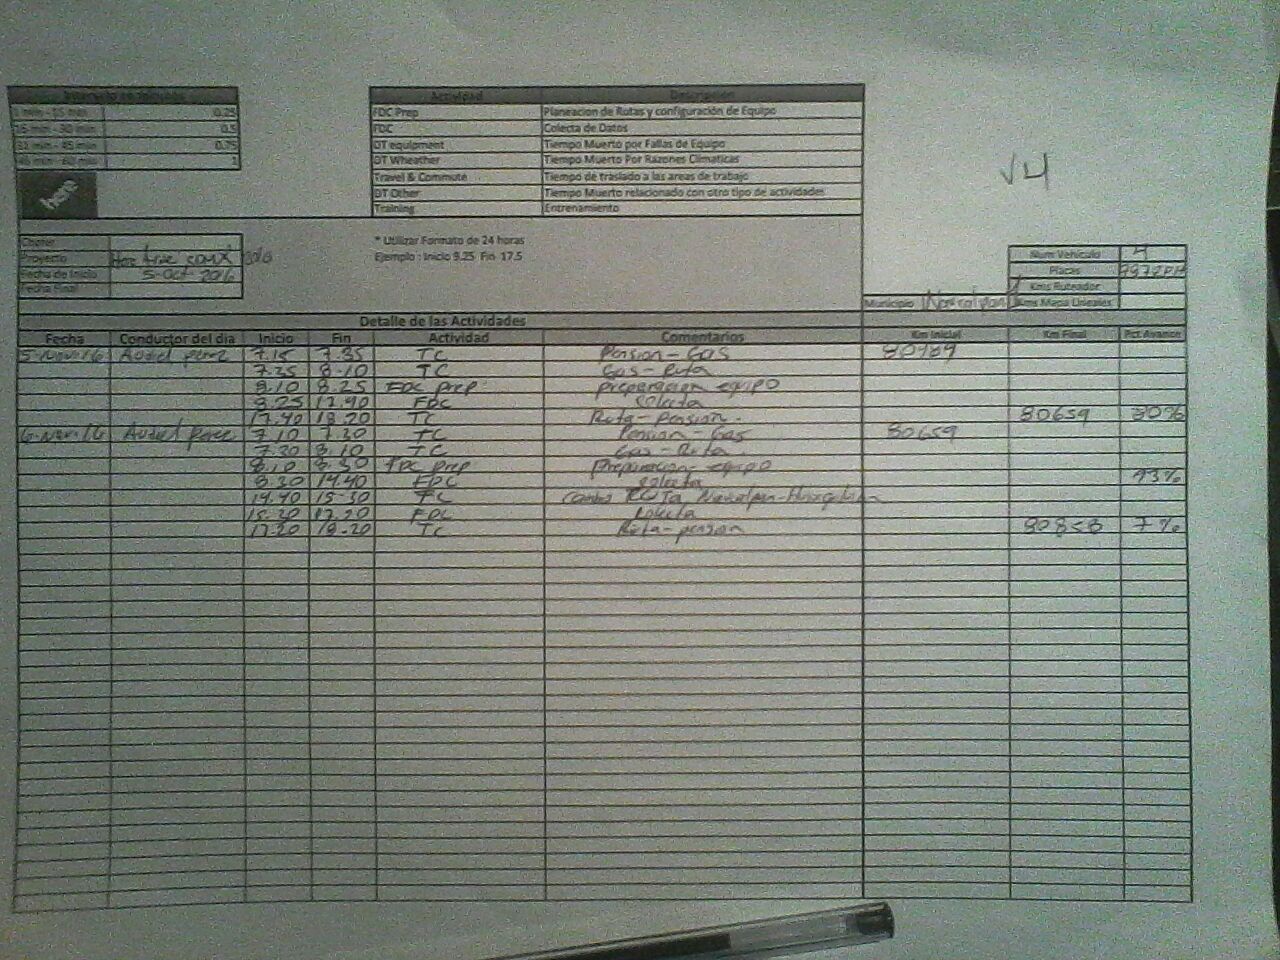 Intervalo en Minutos
1 min - 15 min 0.25
16 min - 30 min 0.5
31 min - 45 min 0.75
46 min - 60 min 1
here
Actividad Descripcion
FDC Prep Planeacion de Rutas y configuración de Equipo
FDC Colecta de Datos
DT equipment Tiempo Muerto por Fallas de Equipo
DT Wheather Tiempo Muerto Por Razones Climaticas
Travel & Commute Tiempo de traslado a las areas de trabajo
DT Other Tiempo Muerto relacionado con otro tipo de actividades
Training Entrenamiento
V4
* Utilizar Formato de 24 horas
Ejemplo : Inicio 9.25 Fin 17.5
Proyecto Here true
Fecha de Inicio 5-Oct 2016
Fecha Final
Num Vehículo 4
Placas
Kms Ruteador
Kms Mapa Lineales
Municipio Naucalpan
Detalle de las Actividades
Fecha Conductor del dia Inicio Fin Actividad Comentarios Km Inicial Km Final Pct Avance
5-Nov-16 Audiel perez 7.15 7.35 TC Pension-Gas 80489
7.35 8.10 TC Gas-Ruta
8.10 8.25 FDC prep preparacion equipo
8.25 17.40 FDC colecta
17.40 18.20 TC Ruta-pension. 80659 30%
6-Nov-16 Audiel perez 7.10 7.30 TC Pension-Gas 80659
7.30 8.10 TC Gas-Ruta.
8.10 8.30 FDC prep preparacion equipo
8.30 14.40 FDC colecta 93%
14.40 15.30 TC cambio RUTA Naucalpan-
17.20 FDC colecta
17.20 18.20 TC Ruta-pension 80858 7%